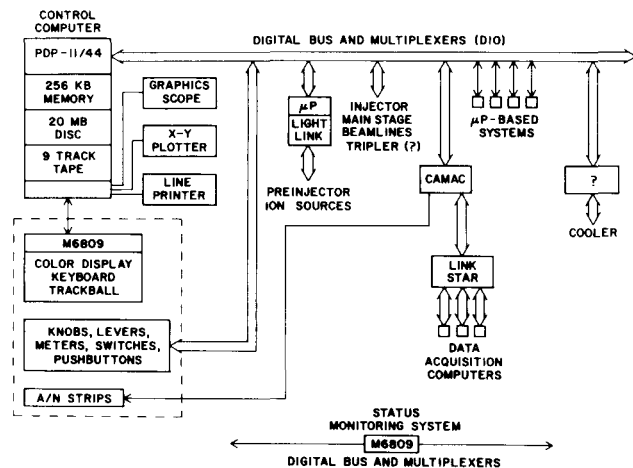 CONTROL
COMPUTER
PDP-11/44
256 KB
MEMORY
20 MB
DISC
9 TRACK
TAPE
GRAPHICS
SCOPE
X-Y
PLOTTER
LINE
PRINTER
DIGITAL BUS AND MULTIPLEXERS (DIO)
μP
LIGHT
LINK
PREINJECTOR
ION SOURCES
INJECTOR
MAIN STAGE
BEAMLINES
TRIPLER (?)
μP-BASED
SYSTEMS
CAMAC
?
COOLER
LINK
STAR
DATA
ACQUISITION
COMPUTERS
M6809
COLOR DISPLAY
KEYBOARD
TRACKBALL
KNOBS, LEVERS,
METERS, SWITCHES,
PUSHBUTTONS
A/N STRIPS
STATUS
MONITORING SYSTEM
M6809
DIGITAL BUS AND MULTIPLEXERS